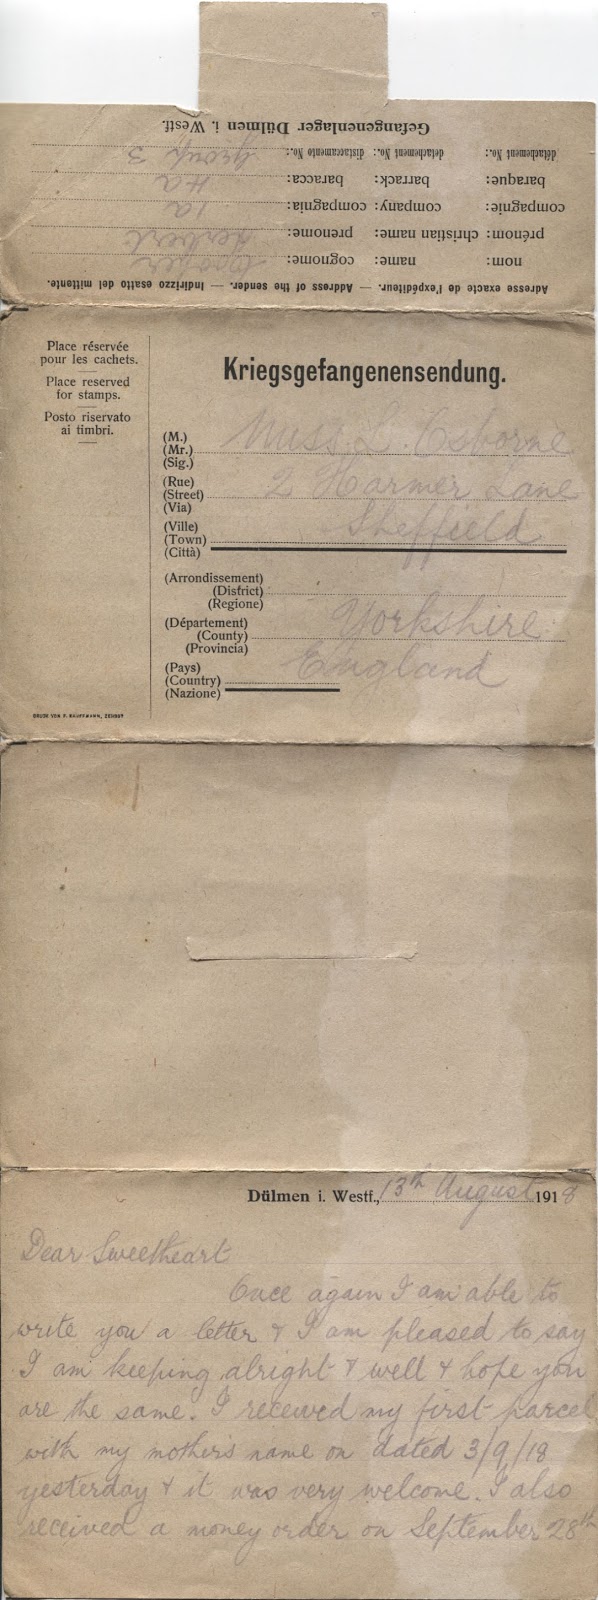 Gefangenenlager Dülmen i. Westf.
détachement No.: detachement No.: distaccamento No.: Group 3
baraque: barrack: baracca: 4a
compagnie: company: compagnia: 1a
prénom: christian name: prenome: Herbert
nom: name: cognome: Cooper
Adresse exacte de l'expéditeur. — Address of the sender. — Indirizzo esatto del mittente.
Place réservée
pour les cachets.
Place reserved
for stamps.
Posto riservato
ai timbri.
Kriegsgefangenensendung.
(M.)
(Mr.) Miss L. Osborne
(Sig.)
(Rue)
(Street) 2 Harmer Lane
(Via)
(Ville) Sheffield
(Town)
(Città)
(Arrondissement)
(District)
(Regione)
(Département)
(County) Yorkshire
(Provincia)
(Pays)
(Country) England
(Nazione)
Dülmen i. Westf., 13th August 1918
Dear Sweetheart
Once again I am able to
write you a letter & I am pleased to say
I am keeping alright & well & hope you
are the same. I received my first parcel
with my mother's name on dated 3/9/18
yesterday & it was very welcome. I also
received a money order on September 28th